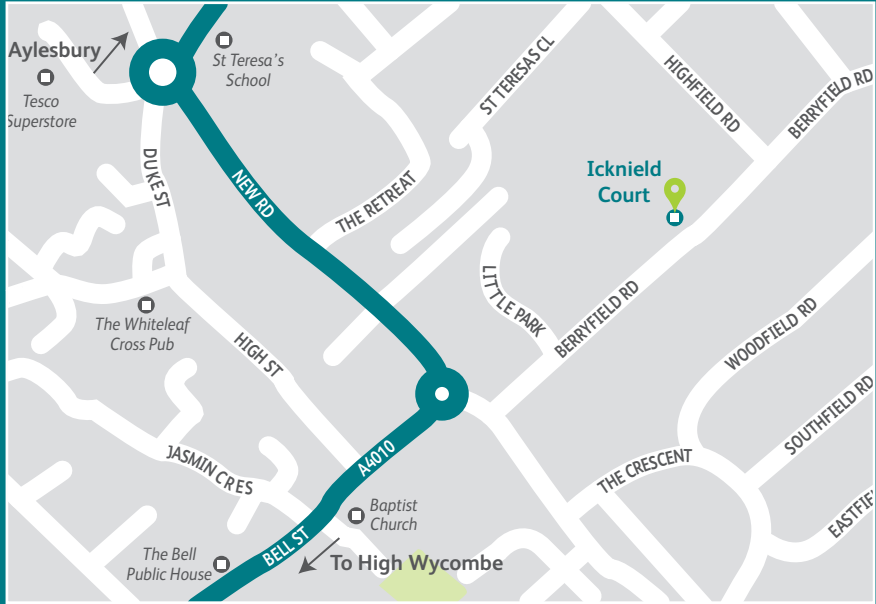 Aylesbury
St Teresa's
School
Tesco
Superstore
DUKE ST
NEW RD
THE RETREAT
ST TERESAS CL
HIGHFIELD RD
BERRYFIELD RD
Icknield
Court
LITTLE PARK
BERRYFIELD RD
WOODFIELD RD
The Whiteleaf
Cross Pub
HIGH ST
SOUTHFIELD RD
JASMIN CRES
A4010
THE CRESCENT
EASTFIE
Baptist
Church
BELL ST
The Bell
Public House
To High Wycombe